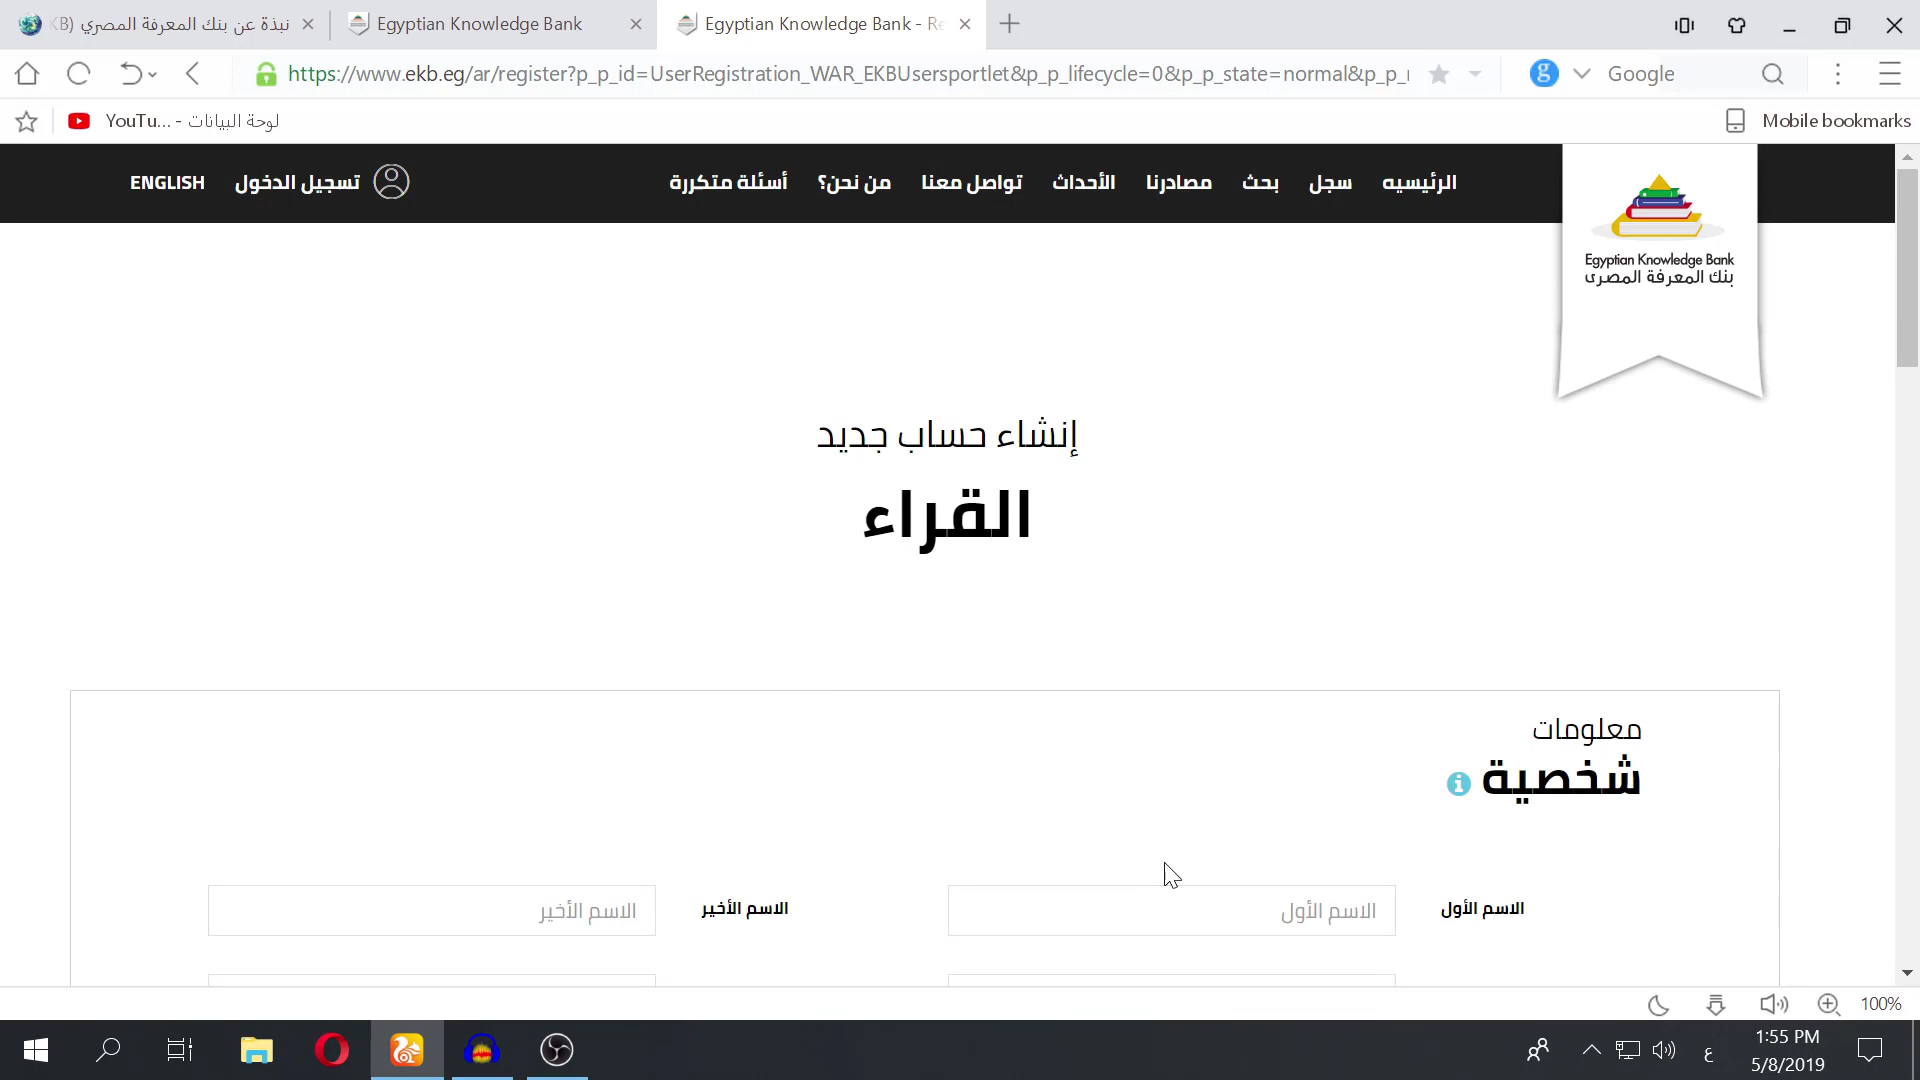 نبذة عن بنك المعرفة المصري (KB
Egyptian Knowledge Bank
Egyptian Knowledge Bank - Re
https://www.ekb.eg/ar/register?p_p_id=UserRegistration_WAR_EKBUsersportlet&p_p_lifecycle=0&p_p_state=normal&p_p_
Google
YouTu... - لوحة البيانات
Mobile bookmarks
الرئيسيه
سجل
بحث
مصادرنا
الأحداث
تواصل معنا
من نحن؟
أسئلة متكررة
تسجيل الدخول
ENGLISH
Egyptian Knowledge Bank
بنك المعرفة المصرى
إنشاء حساب جديد
القراء
معلومات
شخصية
الاسم الأول
الاسم الأول
الاسم الأخير
الاسم الأخير
100%
ع
1:55 PM
5/8/2019